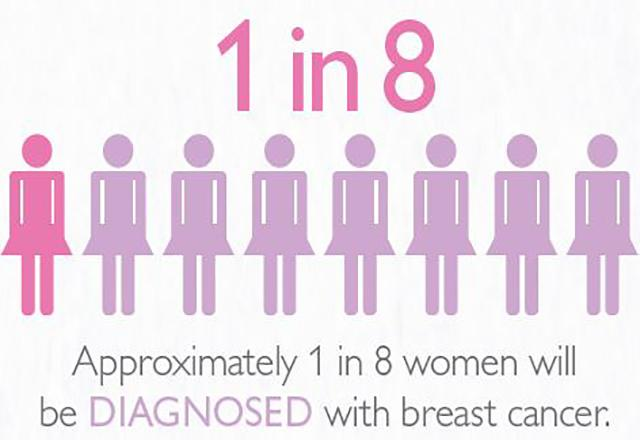 1 in 8
Approximately 1 in 8 women will
be DIAGNOSED with breast cancer.